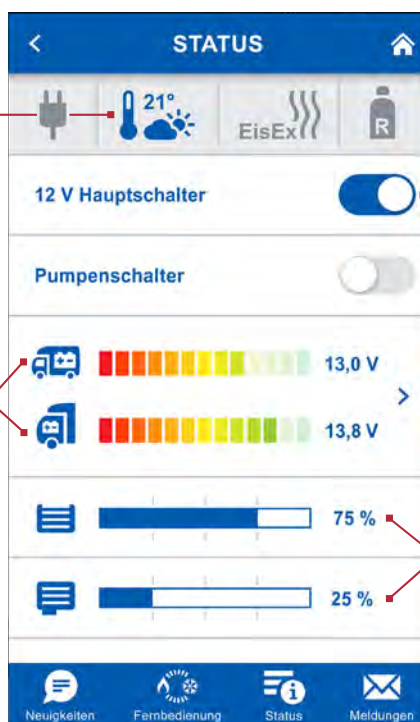 STATUS
21°
EisEx
R
12 V Hauptschalter
Pumpenschalter
13,0 V
13,8 V
75 %
25 %
Neuigkeiten Fernbedienung Status Meldungen